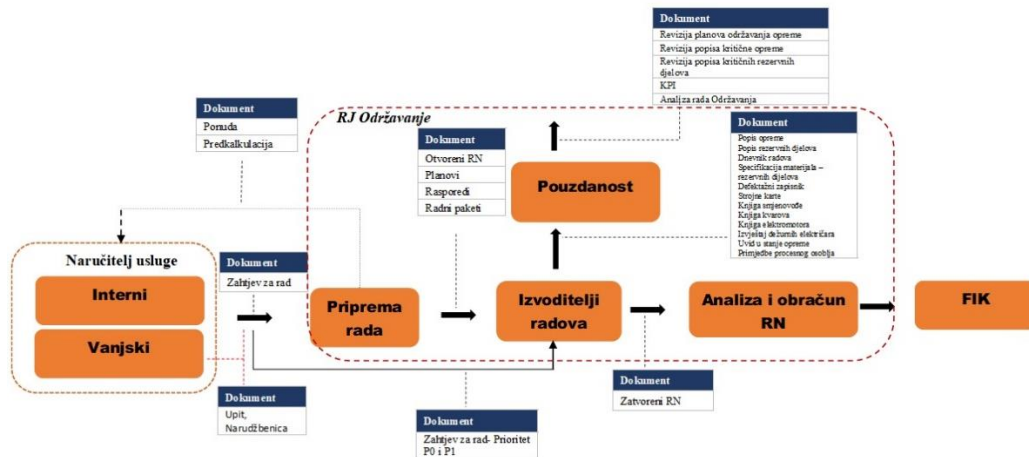 Dokument
Revizija planova održavanja opreme
Revizija popisa kritične opreme
Revizija popisa kritičnih rezervnih
djelova
KPI
Analiza rada Održavanja
Dokument
Ponuda
Predkalkulacija
RJ Održavanje
Dokument
Otvoreni RN
Planovi
Rasporedi
Radni paketi
Pouzdanost
Dokument
Popis opreme
Popis rezervnih djelova
Dnevnik radova
Specifikacija materijala –
rezervnih dijelova
Defektažni zapisnik
Strojne karte
Knjiga smjenovođe
Knjiga kvarova
Knjiga elektromotora
Izvještaj dežurnih električara
Uvid u stanje opreme
Primjedbe procesnog osoblja
Naručitelj usluge
Interni
Vanjski
Dokument
Zahtjev za rad
Priprema
rada
Izvoditelji
radova
Analiza i obračun
RN
FIK
Dokument
Upit,
Narudžbenica
Dokument
Zahtjev za rad- Prioritet
P0 i P1
Dokument
Zatvoreni RN